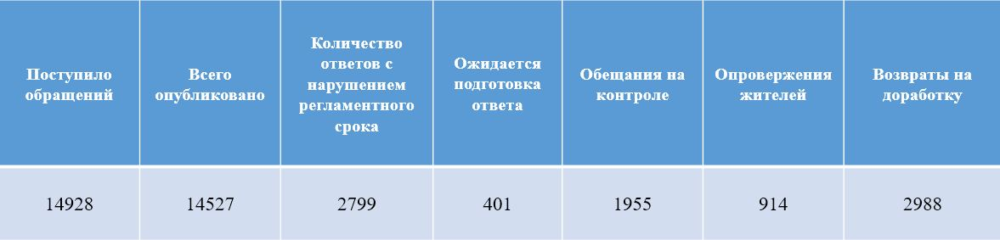 Поступило
обращений
Всего
опубликовано
Количество
ответов с
нарушением
регламентного
срока
Ожидается
подготовка
ответа
Обещания на
контроле
Опровержения
жителей
Возвраты на
доработку
14928
14527
2799
401
1955
914
2988